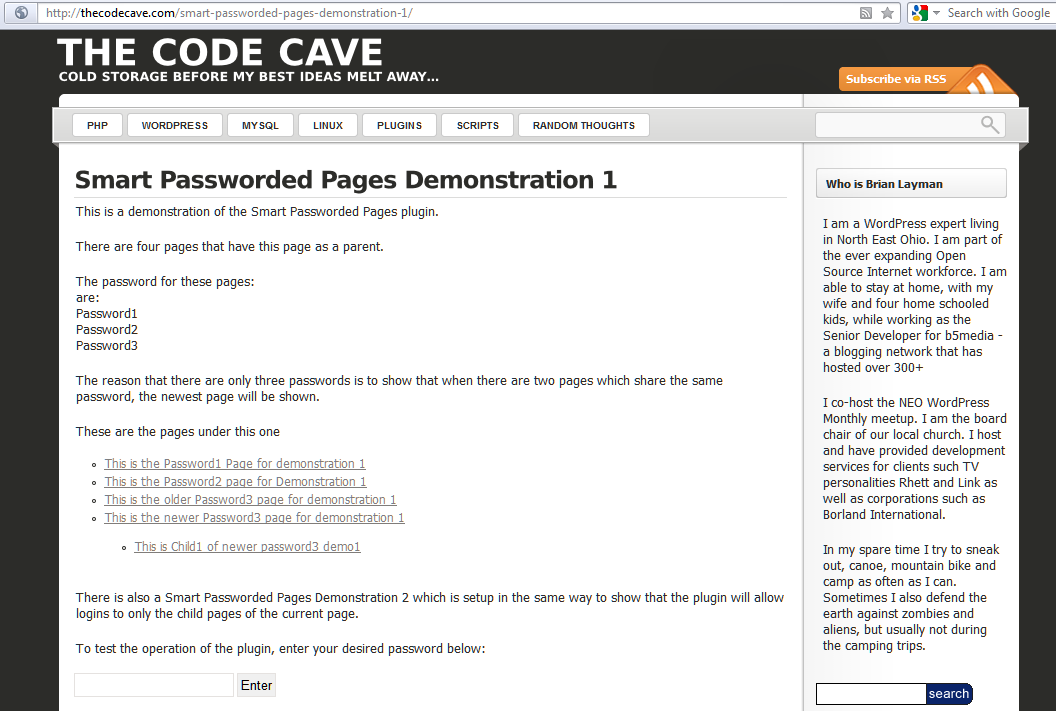 http://thecodecave.com/smart-passworded-pages-demonstration-1/
Search with Google
THE CODE CAVE
COLD STORAGE BEFORE MY BEST IDEAS MELT AWAY...
Subscribe via RSS
PHP
WORDPRESS
MYSQL
LINUX
PLUGINS
SCRIPTS
RANDOM THOUGHTS
Smart Passworded Pages Demonstration 1
This is a demonstration of the Smart Passworded Pages plugin.
There are four pages that have this page as a parent.
The password for these pages:
are:
Password1
Password2
Password3
The reason that there are only three passwords is to show that when there are two pages which share the same
password, the newest page will be shown.
These are the pages under this one
This is the Password1 Page for demonstration 1
This is the Password2 page for Demonstration 1
This is the older Password3 page for demonstration 1
This is the newer Password3 page for demonstration 1
This is Child1 of newer password3 demo1
There is also a Smart Passworded Pages Demonstration 2 which is setup in the same way to show that the plugin will allow
logins to only the child pages of the current page.
To test the operation of the plugin, enter your desired password below:
Enter
Who is Brian Layman
I am a WordPress expert living
in North East Ohio. I am part of
the ever expanding Open
Source Internet workforce. I am
able to stay at home, with my
wife and four home schooled
kids, while working as the
Senior Developer for b5media -
a blogging network that has
hosted over 300+
I co-host the NEO WordPress
Monthly meetup. I am the board
chair of our local church. I host
and have provided development
services for clients such TV
personalities Rhett and Link as
well as corporations such as
Borland International.
In my spare time I try to sneak
out, canoe, mountain bike and
camp as often as I can.
Sometimes I also defend the
earth against zombies and
aliens, but usually not during
the camping trips.
search